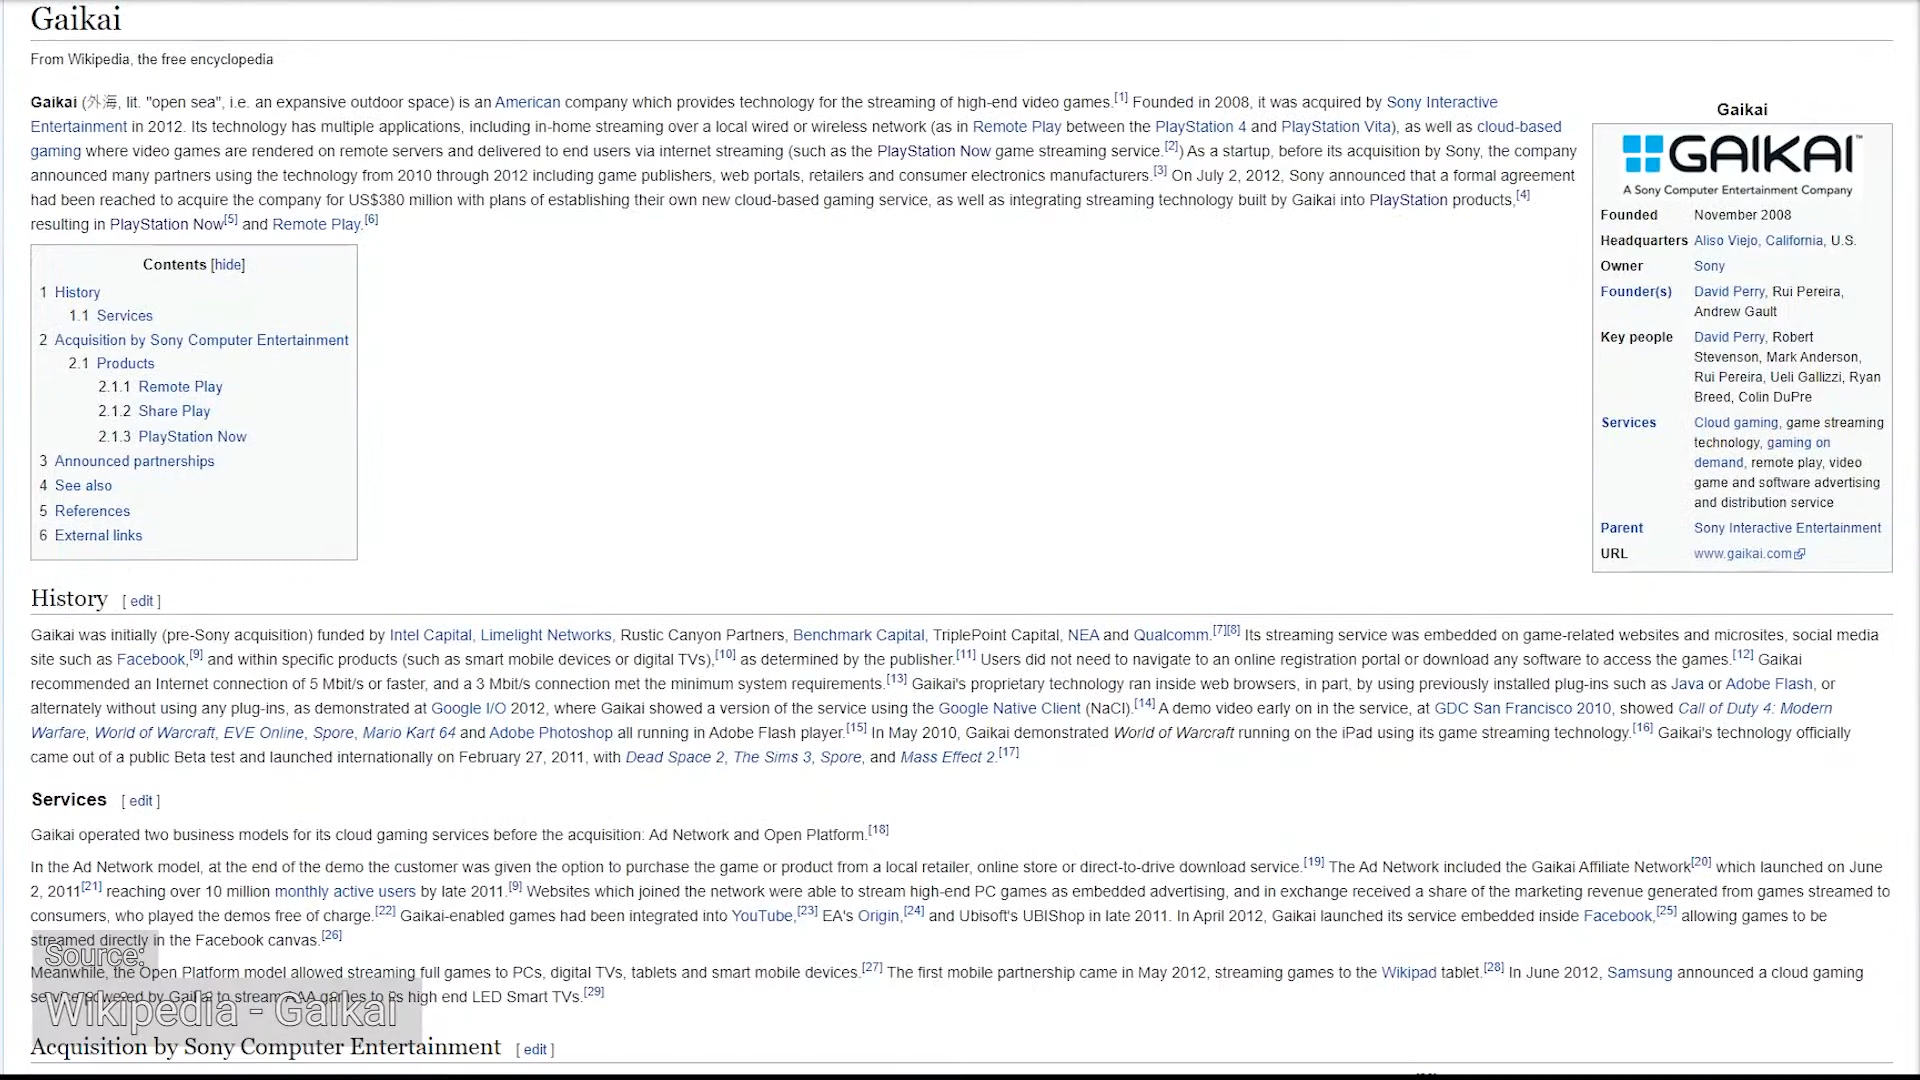 Gaikai
From Wikipedia, the free encyclopedia
Gaikai (外海, lit. "open sea", i.e. an expansive outdoor space) is an American company which provides technology for the streaming of high-end video games.[1] Founded in 2008, it was acquired by Sony Interactive
Entertainment in 2012. Its technology has multiple applications, including in-home streaming over a local wired or wireless network (as in Remote Play between the PlayStation 4 and PlayStation Vita), as well as cloud-based
gaming where video games are rendered on remote servers and delivered to end users via internet streaming (such as the PlayStation Now game streaming service.[2]) As a startup, before its acquisition by Sony, the company
announced many partners using the technology from 2010 through 2012 including game publishers, web portals, retailers and consumer electronics manufacturers.[3] On July 2, 2012, Sony announced that a formal agreement
had been reached to acquire the company for US$380 million with plans of establishing their own new cloud-based gaming service, as well as integrating streaming technology built by Gaikai into PlayStation products,[4]
resulting in PlayStation Now[5] and Remote Play.[6]
Contents [hide]
1 History
1.1 Services
2 Acquisition by Sony Computer Entertainment
2.1 Products
2.1.1 Remote Play
2.1.2 Share Play
2.1.3 PlayStation Now
3 Announced partnerships
4 See also
5 References
6 External links
Gaikai
GAIKAI™
A Sony Computer Entertainment Company
Founded November 2008
Headquarters Aliso Viejo, California, U.S.
Owner Sony
Founder(s) David Perry, Rui Pereira,
Andrew Gault
Key people David Perry, Robert
Stevenson, Mark Anderson,
Rui Pereira, Ueli Gallizzi, Ryan
Breed, Colin DuPre
Services Cloud gaming, game streaming
technology, gaming on
demand, remote play, video
game and software advertising
and distribution service
Parent Sony Interactive Entertainment
URL www.gaikai.com
History [ edit ]
Gaikai was initially (pre-Sony acquisition) funded by Intel Capital, Limelight Networks, Rustic Canyon Partners, Benchmark Capital, TriplePoint Capital, NEA and Qualcomm.[7][8] Its streaming service was embedded on game-related websites and microsites, social media
site such as Facebook,[9] and within specific products (such as smart mobile devices or digital TVs),[10] as determined by the publisher.[11] Users did not need to navigate to an online registration portal or download any software to access the games.[12] Gaikai
recommended an Internet connection of 5 Mbit/s or faster, and a 3 Mbit/s connection met the minimum system requirements.[13] Gaikai's proprietary technology ran inside web browsers, in part, by using previously installed plug-ins such as Java or Adobe Flash, or
alternately without using any plug-ins, as demonstrated at Google I/O 2012, where Gaikai showed a version of the service using the Google Native Client (NaCl).[14] A demo video early on in the service, at GDC San Francisco 2010, showed Call of Duty 4: Modern
Warfare, World of Warcraft, EVE Online, Spore, Mario Kart 64 and Adobe Photoshop all running in Adobe Flash player.[15] In May 2010, Gaikai demonstrated World of Warcraft running on the iPad using its game streaming technology.[16] Gaikai's technology officially
came out of a public Beta test and launched internationally on February 27, 2011, with Dead Space 2, The Sims 3, Spore, and Mass Effect 2.[17]
Services [ edit ]
Gaikai operated two business models for its cloud gaming services before the acquisition: Ad Network and Open Platform.[18]
In the Ad Network model, at the end of the demo the customer was given the option to purchase the game or product from a local retailer, online store or direct-to-drive download service.[19] The Ad Network included the Gaikai Affiliate Network[20] which launched on June
2, 2011[21] reaching over 10 million monthly active users by late 2011.[9] Websites which joined the network were able to stream high-end PC games as embedded advertising, and in exchange received a share of the marketing revenue generated from games streamed to
consumers, who played the demos free of charge.[22] Gaikai-enabled games had been integrated into YouTube,[23] EA's Origin,[24] and Ubisoft's UBIShop in late 2011. In April 2012, Gaikai launched its service embedded inside Facebook,[25] allowing games to be
streamed directly in the Facebook canvas.[26]
Source:
Meanwhile, the Open Platform model allowed streaming full games to PCs, digital TVs, tablets and smart mobile devices.[27] The first mobile partnership came in May 2012, streaming games to the Wikipad tablet.[28] In June 2012, Samsung announced a cloud gaming
service powered by Gaikai to stream AAA games to its high end LED Smart TVs.[29]
Wikipedia - Gaikai
Acquisition by Sony Computer Entertainment [ edit ]